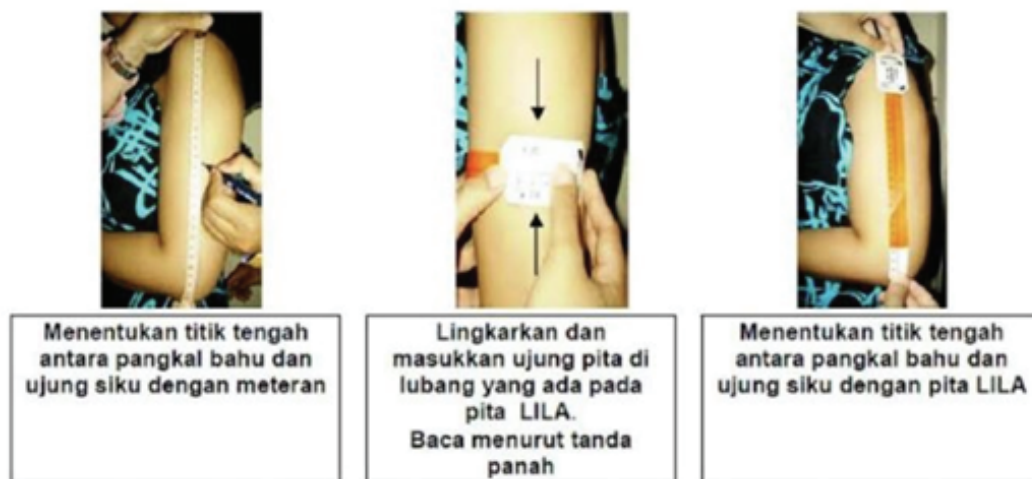 Menentukan titik tengah
antara pangkal bahu dan
ujung siku dengan meteran
Lingkarkan dan
masukkan ujung pita di
lubang yang ada pada
pita LILA.
Baca menurut tanda
panah
Menentukan titik tengah
antara pangkal bahu dan
ujung siku dengan pita LILA